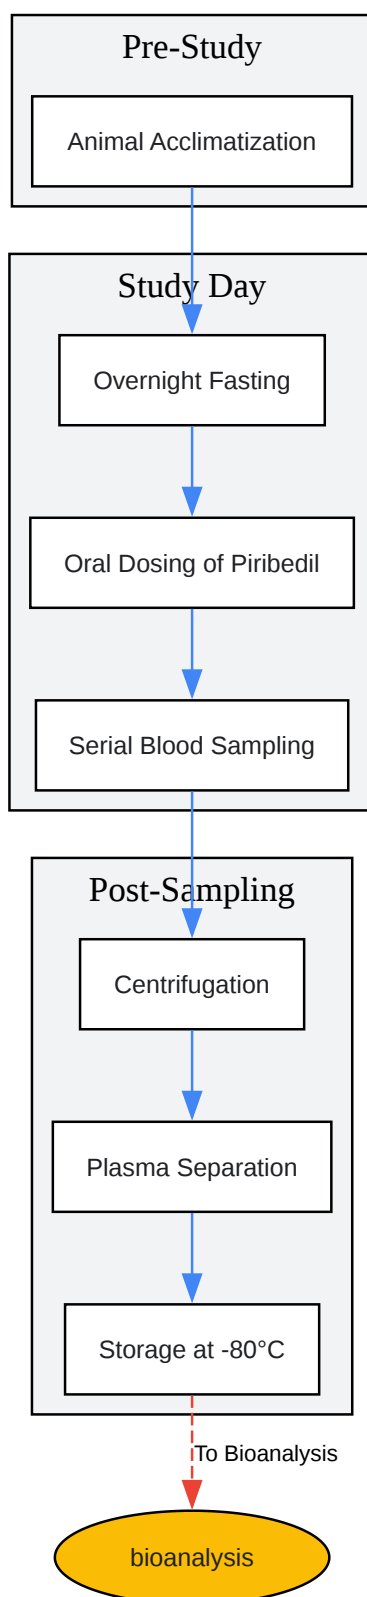 Pre-Study
Animal Acclimatization
Study Day
Overnight Fasting
Oral Dosing of Piribedil
Serial Blood Sampling
Post-Sampling
Centrifugation
Plasma Separation
Storage at -80°C
To Bioanalysis
bioanalysis